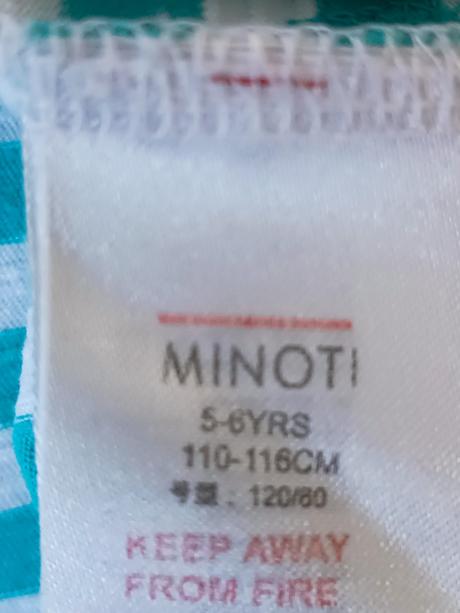 MINOTI
5-6YRS
110-116CM
号型: 120/60
KEEP AWAY
FROM FIRE